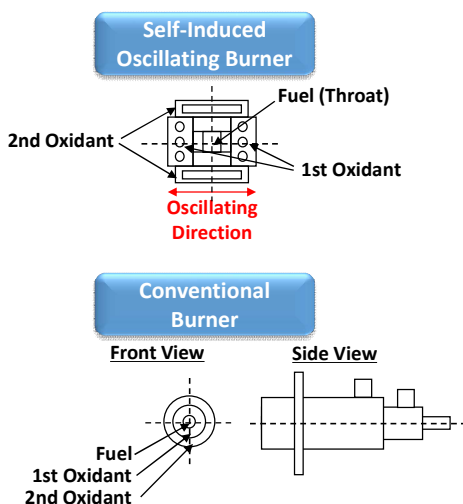 Self-Induced
Oscillating Burner
Fuel (Throat)
2nd Oxidant
1st Oxidant
Oscillating
Direction
Conventional
Burner
Front View
Side View
Fuel
1st Oxidant
2nd Oxidant